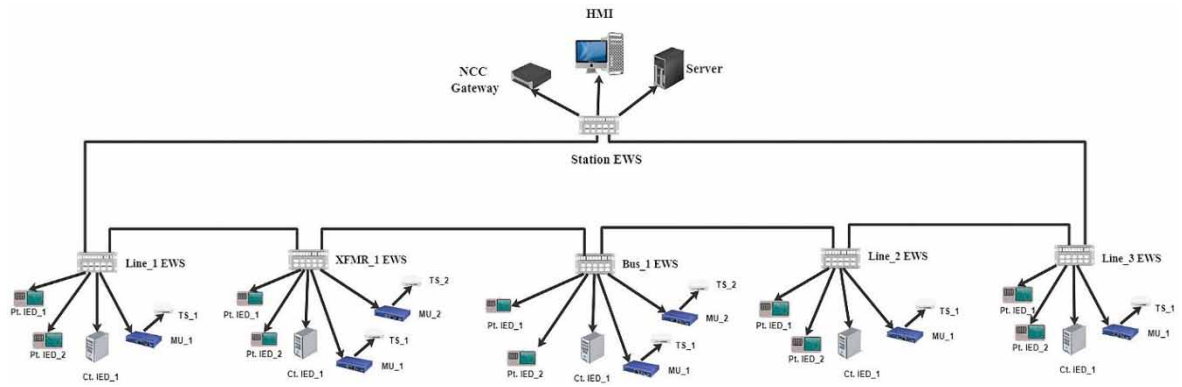 HMI
NCC
Gateway
Server
Station EWS
Line_1 EWS
XFMR_1 EWS
Bus_1 EWS
Line_2 EWS
Line_3 EWS
Pt. IED_1
Pt. IED_2
Ct. IED_1
MU_1
TS_1
Pt. IED_1
Pt. IED_2
Ct. IED_1
MU_1
TS_1
MU_2
TS_2
Pt. IED_1
Pt. IED_2
Ct. IED_1
MU_1
TS_1
MU_2
TS_2
Pt. IED_1
Pt. IED_2
Ct. IED_1
MU_1
TS_1
Pt. IED_1
Pt. IED_2
Ct. IED_1
MU_1
TS_1